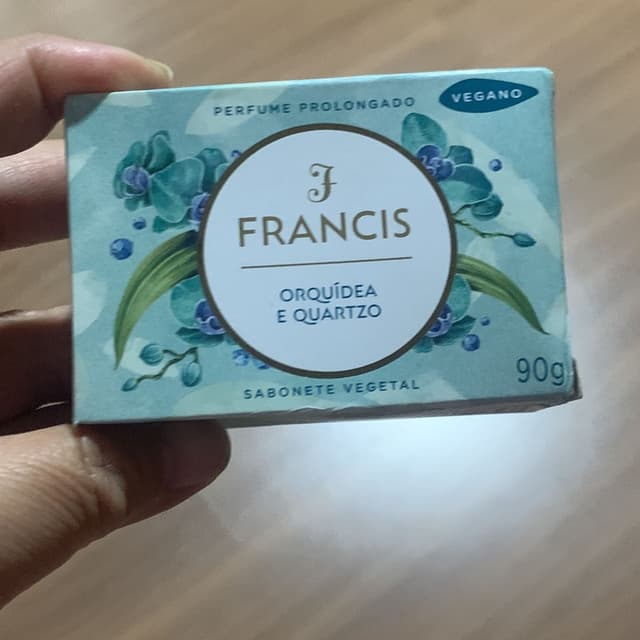 PERFUME PROLONGADO
VEGANO
FRANCIS
ORQUÍDEA
E QUARTZO
SABONETE VEGETAL
90g